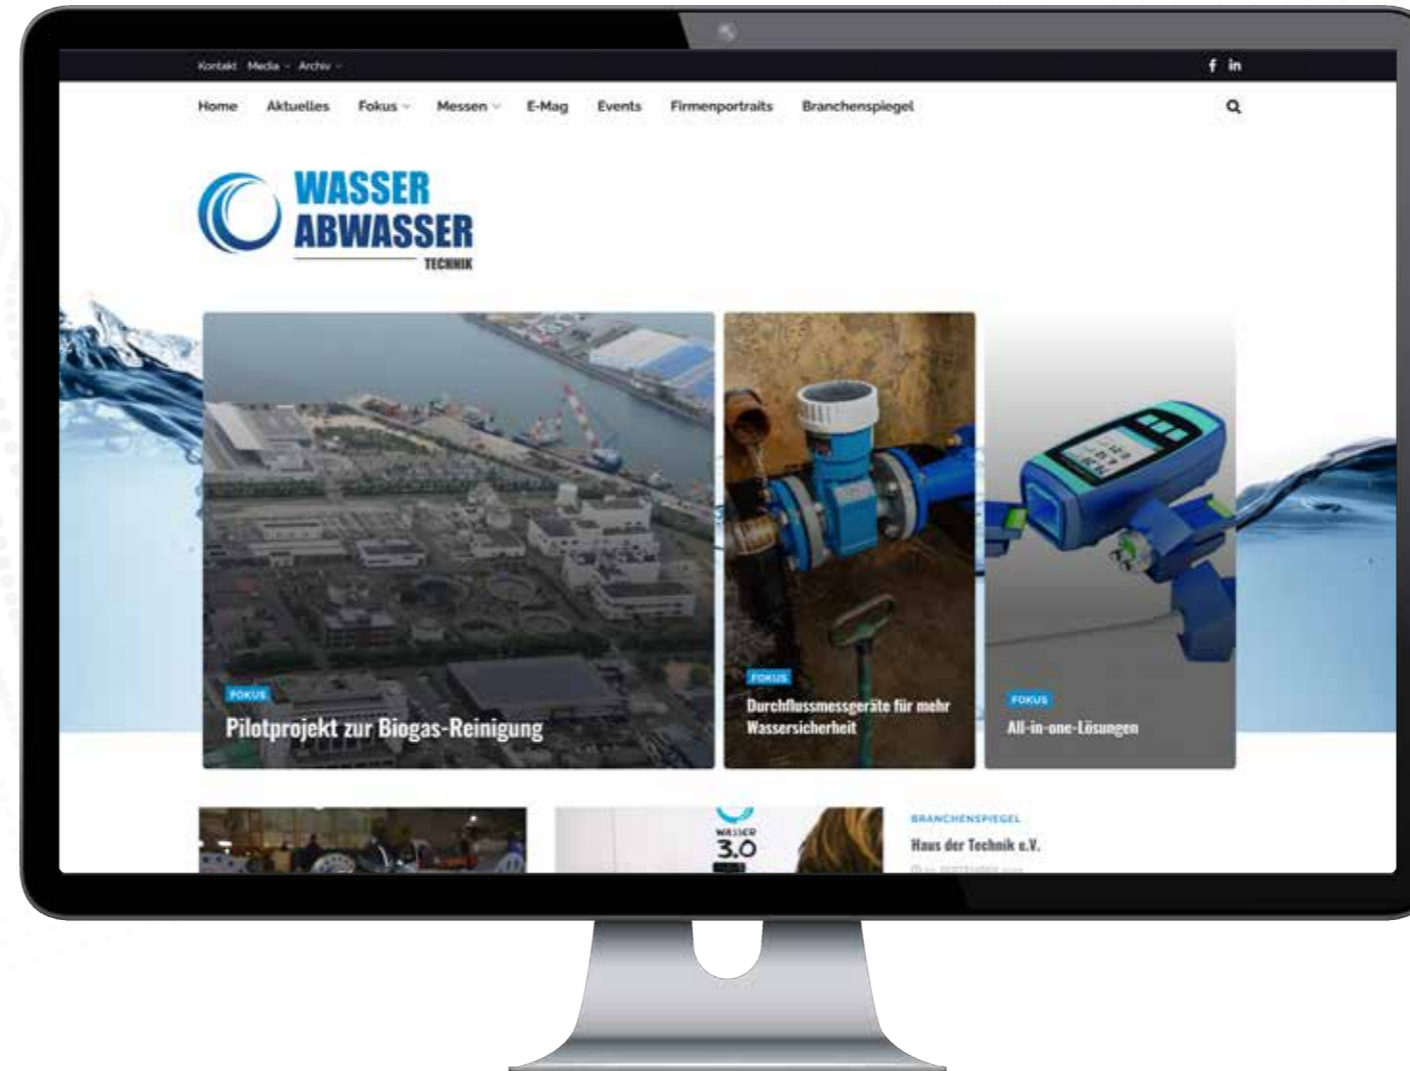 Kontakt Media Archiv
Home Aktuelles Fokus Messen E-Mag Events Firmenportraits Branchenspiegel
WASSER
ABWASSER
TECHNIK
FOKUS
Pilotprojekt zur Biogas-Reinigung
FOKUS
Durchflussmessgeräte für mehr
Wassersicherheit
FOKUS
All-in-one-Lösungen
WASSER
3.0
BRANCHENSPIEGEL
Haus der Technik e.V.